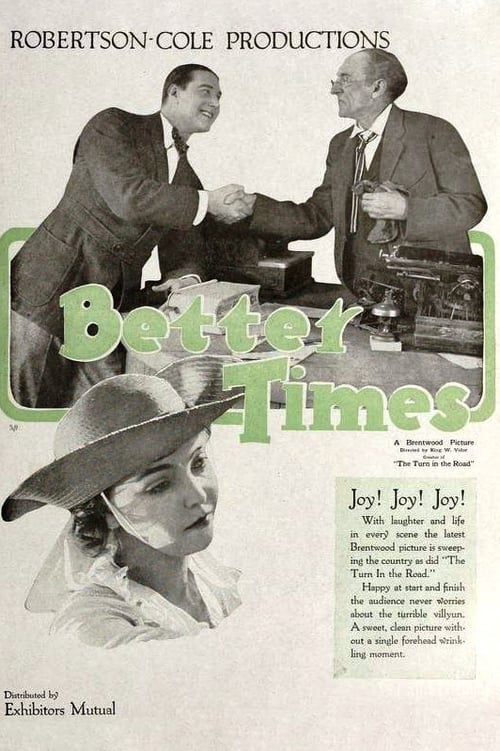 ROBERTSON-COLE PRODUCTIONS
Better
Times
A Brentwood Picture
Directed by King W. Vidor
Creator of
"The Turn in the Road"
Joy! Joy! Joy!
With laughter and life
in every scene the latest
Brentwood picture is sweep-
ing the country as did "The
Turn In the Road."
Happy at start and finish
the audience never worries
about the turrible villyun.
A sweet, clean picture with-
out a single forehead wrink-
ling moment.
Distributed by
Exhibitors Mutual